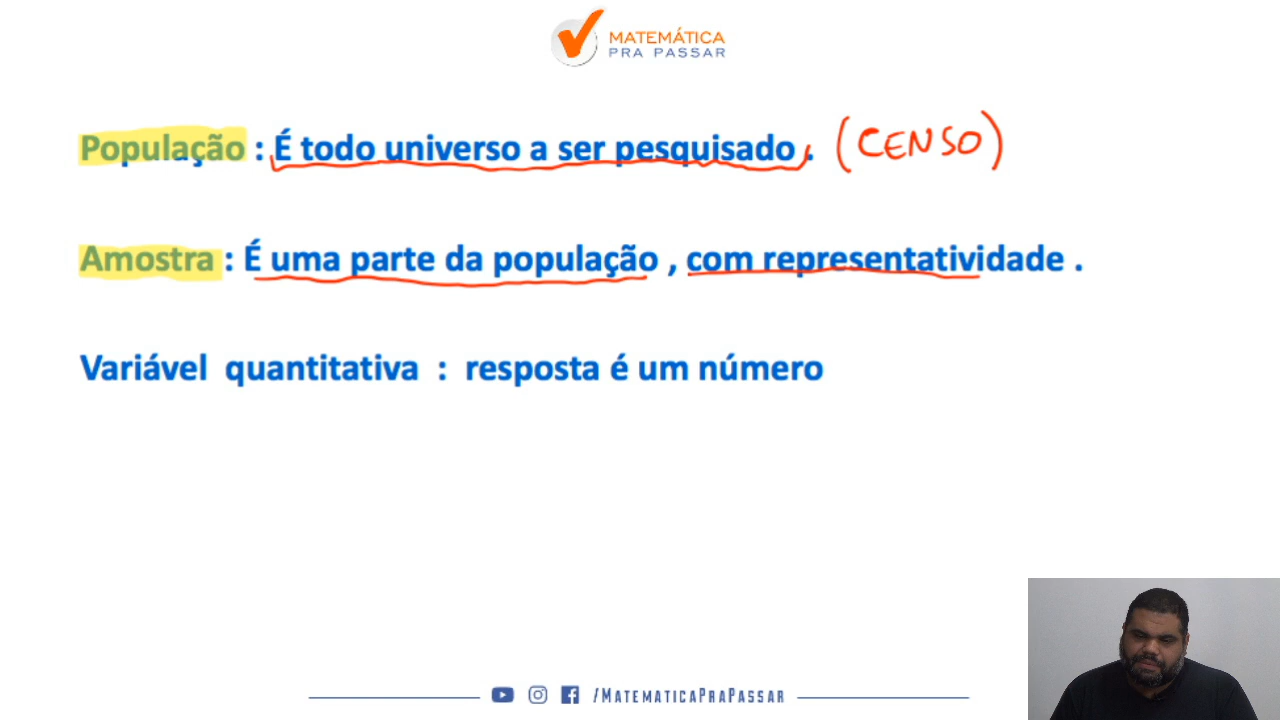 MATEMÁTICA
PRA PASSAR
População : É todo universo a ser pesquisado . (CENSO)
Amostra : É uma parte da população , com representatividade .
Variável quantitativa : resposta é um número
/MATEMATICAPRAPASSAR